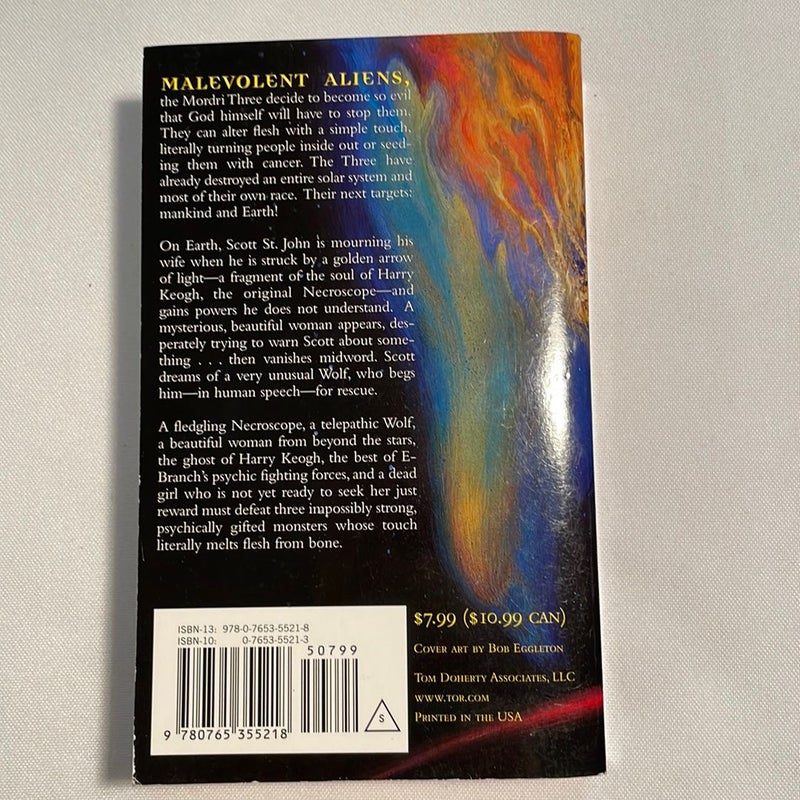 MALEVOLENT ALIENS,
the Mordri Three decide to become so evil
that God himself will have to stop them.
They can alter flesh with a simple touch,
literally turning people inside out or seed-
ing them with cancer. The Three have
already destroyed an entire solar system and
most of their own race. Their next targets:
mankind and Earth!
On Earth, Scott St. John is mourning his
wife when he is struck by a golden arrow
of light—a fragment of the soul of Harry
Keogh, the original Necroscope—and
gains powers he does not understand. A
mysterious, beautiful woman appears, des-
perately trying to warn Scott about some-
thing . . . then vanishes midword. Scott
dreams of a very unusual Wolf, who begs
him—in human speech—for rescue.
A fledgling Necroscope, a telepathic Wolf,
a beautiful woman from beyond the stars,
the ghost of Harry Keogh, the best of E-
Branch's psychic fighting forces, and a dead
girl who is not yet ready to seek her just
reward must defeat three impossibly strong,
psychically gifted monsters whose touch
literally melts flesh from bone.
ISBN-13: 978-0-7653-5521-8
ISBN-10: 0-7653-5521-3
50799
9 780765 355218
S
$7.99 ($10.99 CAN)
COVER ART BY BOB EGGLETON
TOM DOHERTY ASSOCIATES, LLC
WWW.TOR.COM
PRINTED IN THE USA